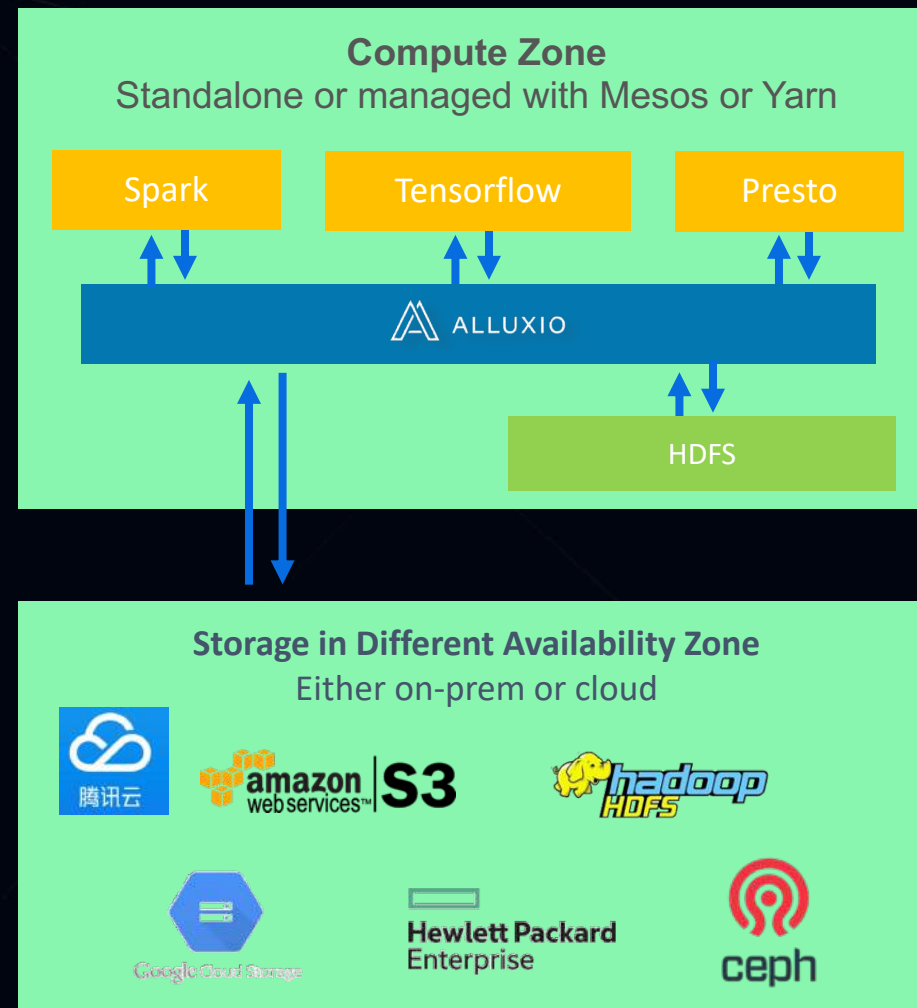 Compute Zone
Standalone or managed with Mesos or Yarn
Spark
Tensorflow
Presto
ALLUXIO
HDFS
Storage in Different Availability Zone
Either on-prem or cloud
腾讯云
amazon
web services™
S3
hadoop
HDFS
Google Cloud Storage
Hewlett Packard
Enterprise
ceph